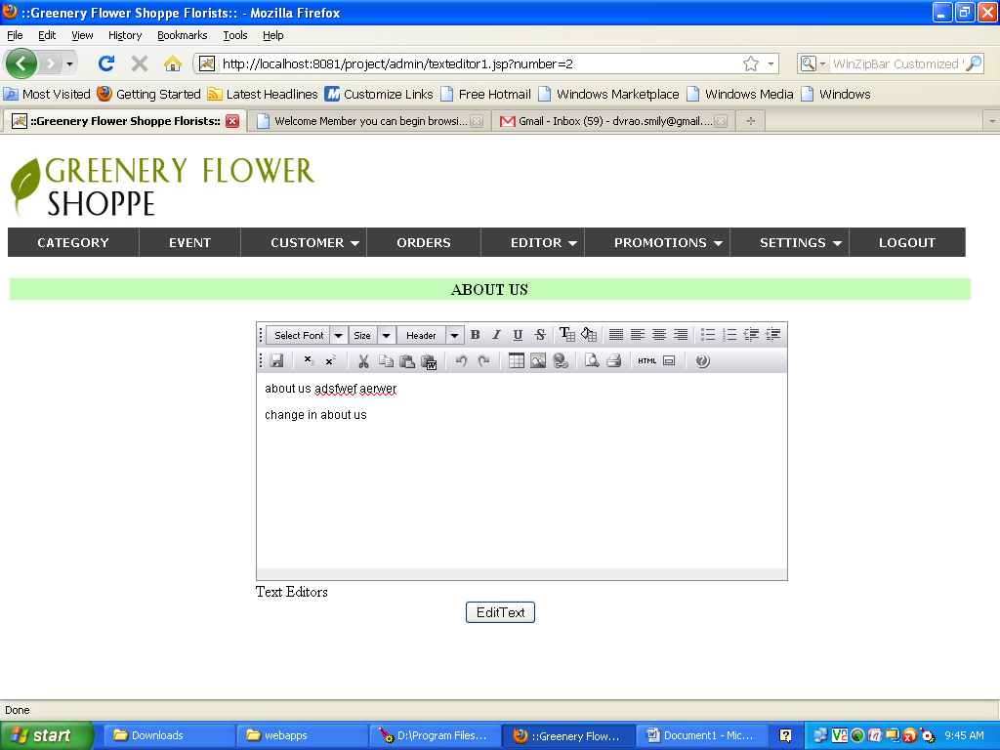 ::Greenery Flower Shoppe Florists:: - Mozilla Firefox
File Edit View History Bookmarks Tools Help
http://localhost:8081/project/admin/texteditor1.jsp?number=2
WinZipBar Customized
Most Visited Getting Started Latest Headlines Customize Links Free Hotmail Windows Marketplace Windows Media Windows
::Greenery Flower Shoppe Florists:: Welcome Member you can begin browsi... Gmail - Inbox (59) - dvrao.smily@gmail....
GREENERY FLOWER
SHOPPE
CATEGORY EVENT CUSTOMER ORDERS EDITOR PROMOTIONS SETTINGS LOGOUT
ABOUT US
Select Font Size Header B I U S
HTML
about us adsfwef aerwer
change in about us
Text Editors
EditText
Done
start Downloads webapps D:\Program Files... ::Greenery Flow... Document1 - Mic... 9:45 AM